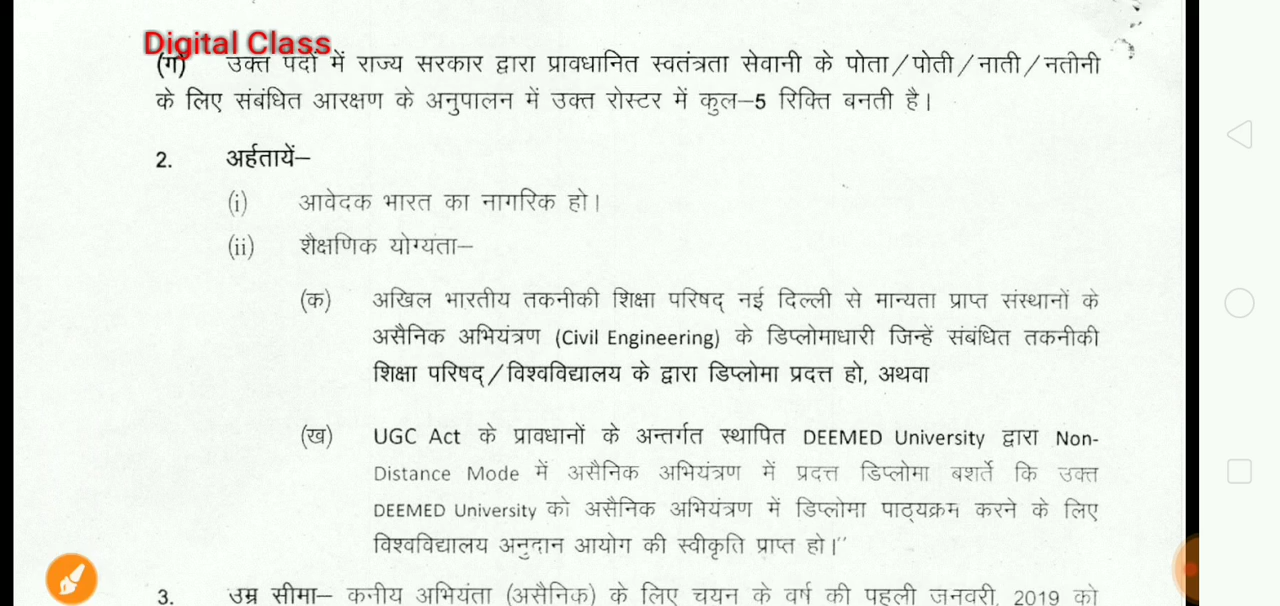 Digital Class
(ग) उक्त पदों में राज्य सरकार द्वारा प्रावधानित स्वतंत्रता सेवानी के पोता/पोती/नाती/नतीनी
के लिए संबंधित आरक्षण के अनुपालन में उक्त रोस्टर में कुल–5 रिक्ति बनती है।
2. अर्हतायें–
(i) आवेदक भारत का नागरिक हो।
(ii) शैक्षणिक योग्यता–
(क) अखिल भारतीय तकनीकी शिक्षा परिषद् नई दिल्ली से मान्यता प्राप्त संस्थानों के
असैनिक अभियंत्रण (Civil Engineering) के डिप्लोमाधारी जिन्हें संबंधित तकनीकी
शिक्षा परिषद्/विश्वविद्यालय के द्वारा डिप्लोमा प्रदत्त हो, अथवा
(ख) UGC Act के प्रावधानों के अन्तर्गत स्थापित DEEMED University द्वारा Non-
Distance Mode में असैनिक अभियंत्रण में प्रदत्त डिप्लोमा बशर्ते कि उक्त
DEEMED University को असैनिक अभियंत्रण में डिप्लोमा पाठ्यक्रम करने के लिए
विश्वविद्यालय अनुदान आयोग की स्वीकृति प्राप्त हो।"
3. उम्र सीमा– कनीय अभियंता (असैनिक) के लिए चयन के वर्ष की पहली जनवरी, 2019 को